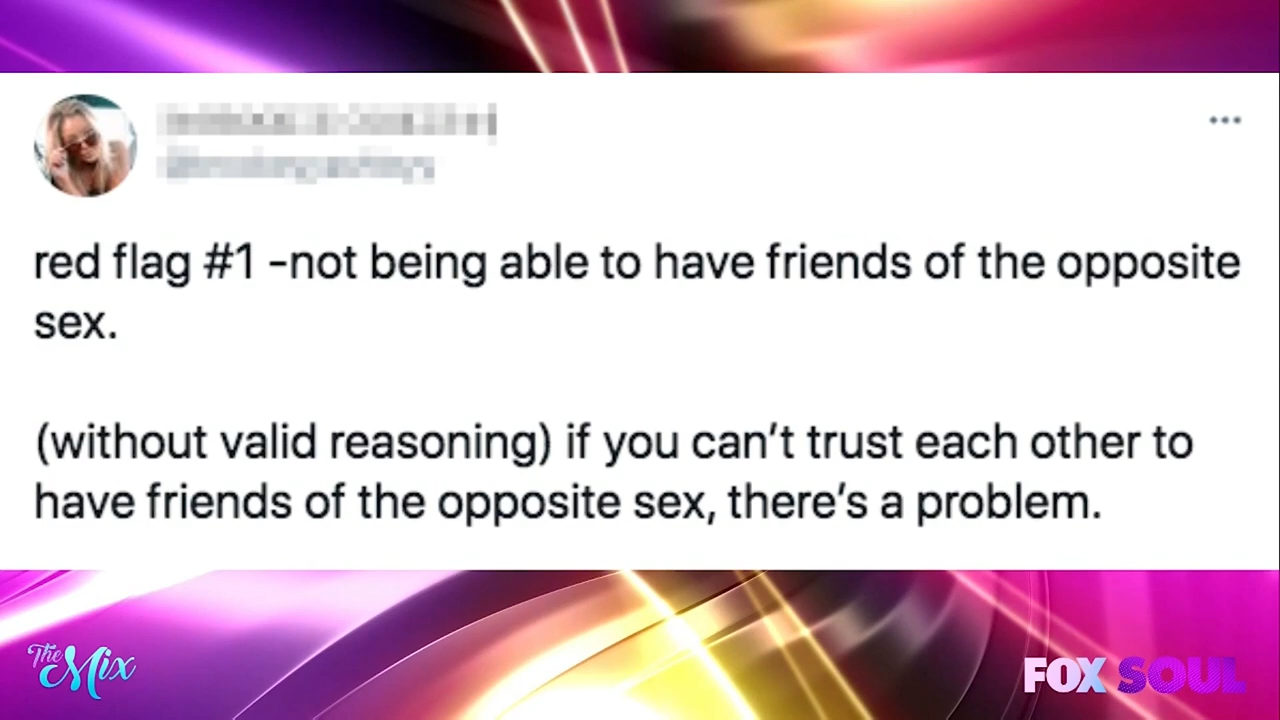 red flag #1 -not being able to have friends of the opposite
sex.
(without valid reasoning) if you can’t trust each other to
have friends of the opposite sex, there’s a problem.
The Mix
FOX SOUL